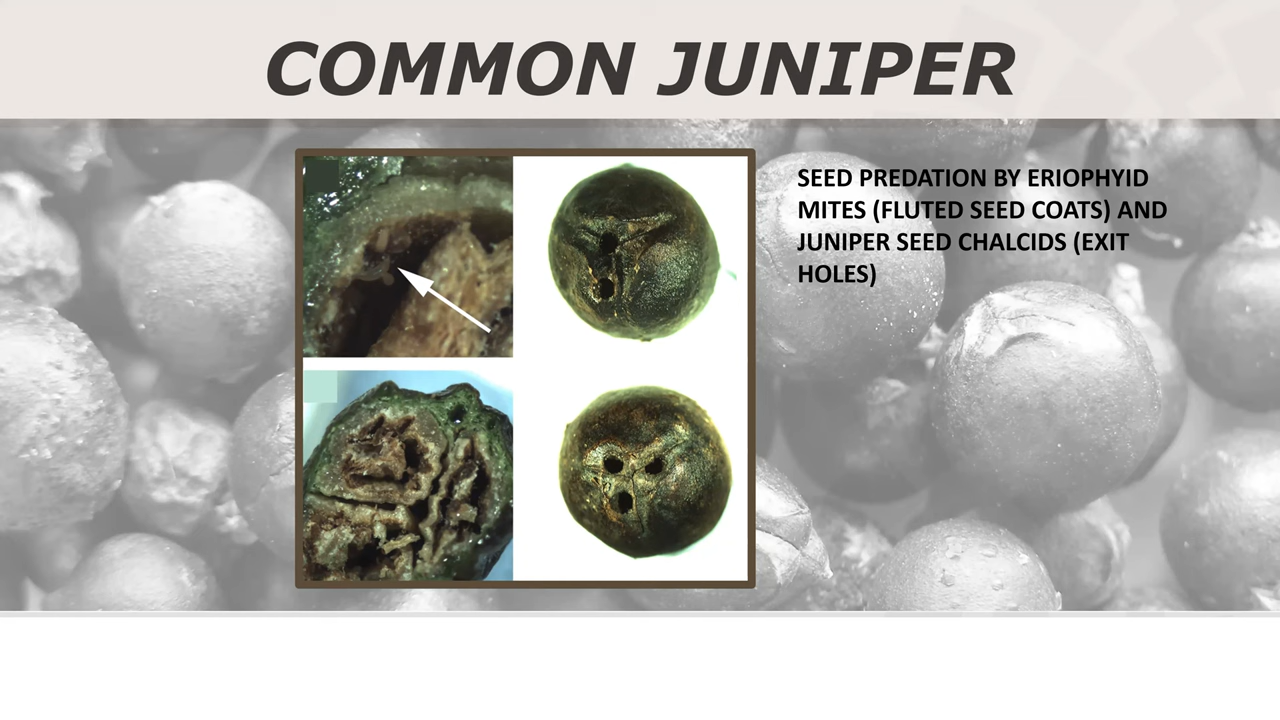 COMMON JUNIPER
SEED PREDATION BY ERIOPHYID
MITES (FLUTED SEED COATS) AND
JUNIPER SEED CHALCIDS (EXIT
HOLES)